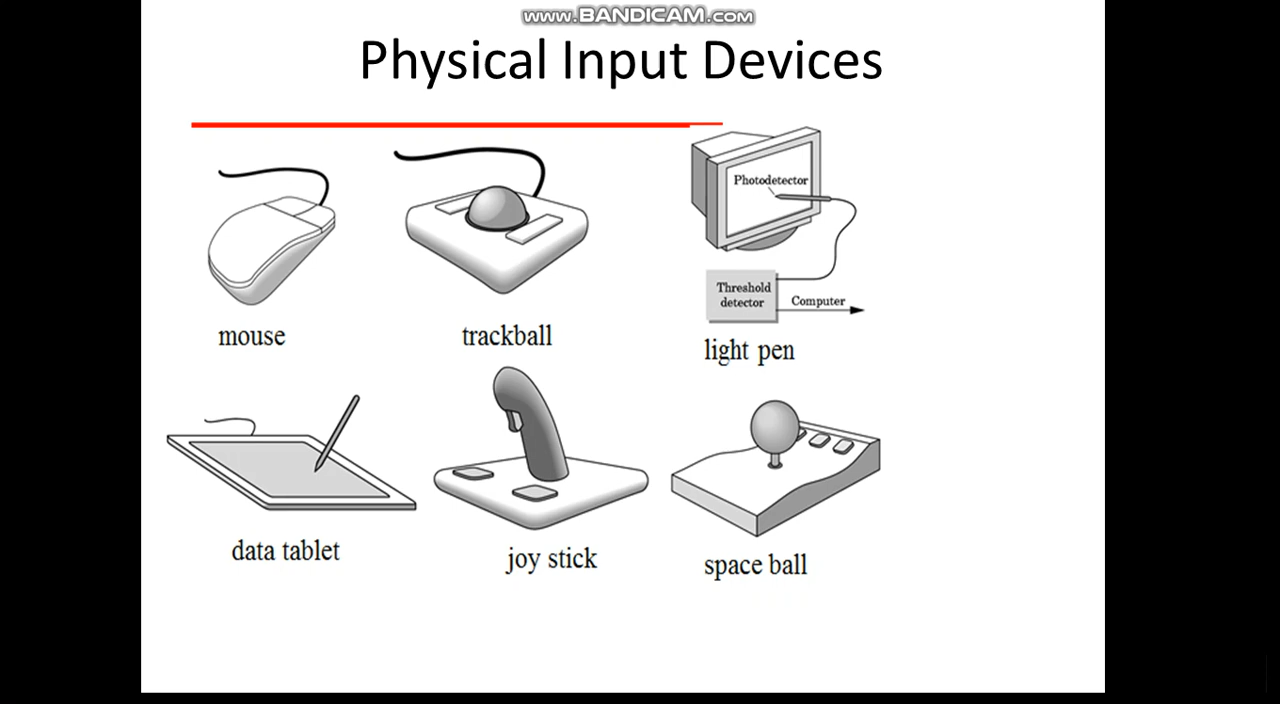 www.BANDICAM.com
Physical Input Devices
Photodetector
Threshold
detector
Computer
mouse
trackball
light pen
data tablet
joy stick
space ball